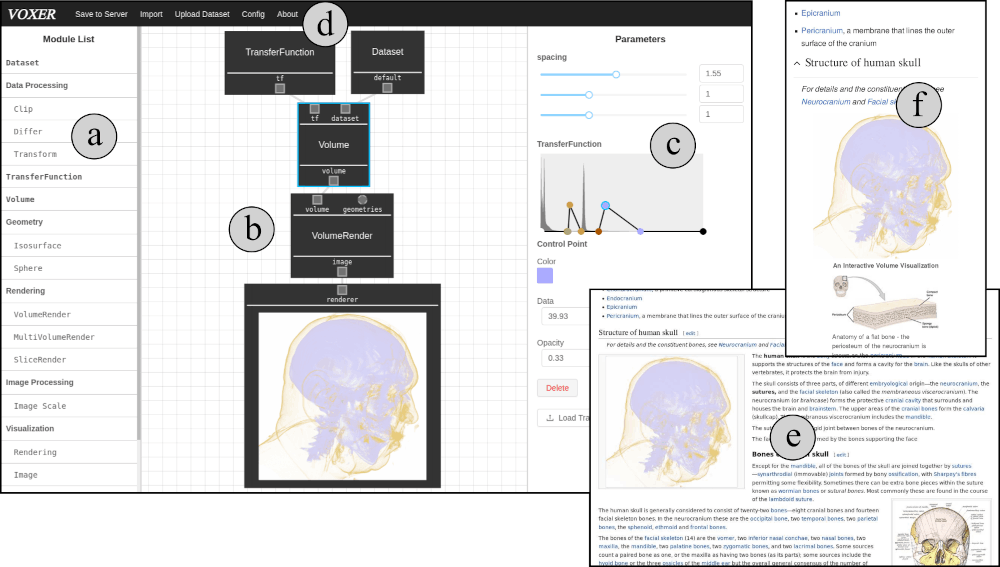 VOXER
Save to Server Import Upload Dataset Config About
d
Module List
Dataset
Data Processing
Clip
Differ
Transform
TransferFunction
Volume
Geometry
Isosurface
Sphere
Rendering
VolumeRender
MultiVolumeRender
SliceRender
Image Processing
Image Scale
Visualization
Rendering
Image
a
TransferFunction
tf
Dataset
default
tf dataset
Volume
volume
volume geometries
VolumeRender
image
renderer
b
Parameters
spacing
1.55
1
1
c
TransferFunction
Control Point
Color
Data
39.93
Opacity
0.33
Delete
Load Tra
Endocranium
Epicranium
Pericranium, a membrane that lines the outer surface of the crani
Structure of human skull [ edit ]
For details and the constituent bones, see Neurocranium and Facia
The human
supports the structures of the face and forms a cavity for the brain. Like the skulls of other
vertebrates, it protects the brain from injury.
The skull consists of three parts, of different embryological origin—the neurocranium, the
sutures, and the facial skeleton (also called the membraneous viscerocranium). The
neurocranium (or braincase) forms the protective cranial cavity that surrounds and
houses the brain and brainstem. The upper areas of the cranial bones form the calvaria
(skullcap). The membranous viscerocranium includes the mandible.
The sut gid joint between bones of the neurocranium.
The fa rmed by the bones supporting the face
e
Bones skull [ edit ]
Except for the mandible, all of the bones of the skull are joined together by sutures
—synarthrodial (immovable) joints formed by bony ossification, with Sharpey's fibres
permitting some flexibility. Sometimes there can be extra bone pieces within the suture
known as wormian bones or sutural bones. Most commonly these are found in the course
of the lambdoid suture.
The human skull is generally considered to consist of twenty-two bones—eight cranial bones and fourteen
facial skeleton bones. In the neurocranium these are the occipital bone, two temporal bones, two parietal
bones, the sphenoid, ethmoid and frontal bones.
The bones of the facial skeleton (14) are the vomer, two inferior nasal conchae, two nasal bones, two
maxilla, the mandible, two palatine bones, two zygomatic bones, and two lacrimal bones. Some sources
count a paired bone as one, or the maxilla as having two bones (as its parts); some sources include the
hyoid bone or the three ossicles of the middle ear but the overall general consensus of the number of
Epicranium
Pericranium, a membrane that lines the outer
surface of the cranium
Structure of human skull
For details and the constituent ee
Neurocranium and Facial s
f
An Interactive Volume Visualization
Anatomy of a flat bone - the
periosteum of the neurocranium is